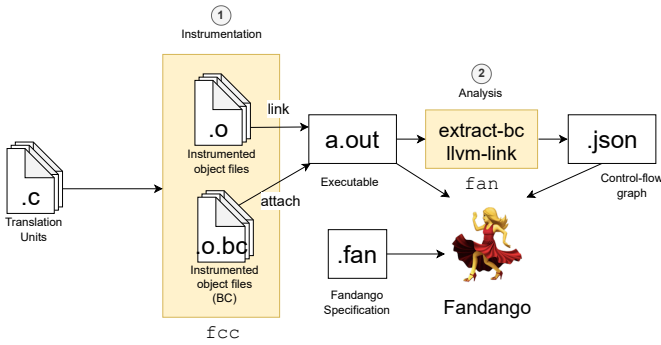 1
Instrumentation
2
Analysis
.o
link
Instrumented
object files
a.out
Executable
extract-bc
llvm-link
fan
.json
Control-flow
graph
.c
Translation
Units
.o.bc
attach
Instrumented
object files
(BC)
fcc
.fan
Fandango
Specification
Fandango